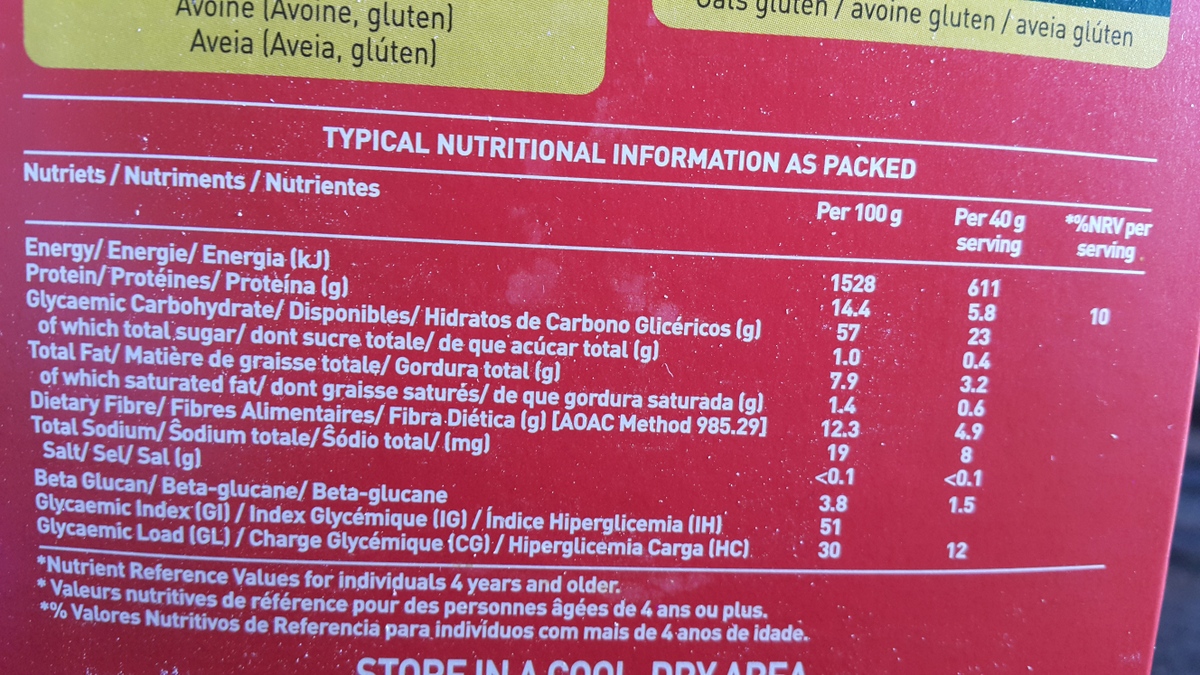 Avoine (Avoine, gluten)
Aveia (Aveia, glúten)
Oats gluten / avoine gluten / aveia glúten
TYPICAL NUTRITIONAL INFORMATION AS PACKED
Nutriets / Nutriments / Nutrientes Per 100 g Per 40 g serving *%NRV per serving
Energy/ Energie/ Energia (kJ) 1528 611
Protein/ Protéines/ Proteína (g) 14.4 5.8 10
Glycaemic Carbohydrate/ Disponibles/ Hidratos de Carbono Glicéricos (g) 57 23
of which total sugar/ dont sucre totale/ de que acúcar total (g) 1.0 0.4
Total Fat/ Matière de graisse totale/ Gordura total (g) 7.9 3.2
of which saturated fat/ dont graisse saturés/ de que gordura saturada (g) 1.4 0.6
Dietary Fibre/ Fibres Alimentaires/ Fibra Diética (g) [AOAC Method 985.29] 12.3 4.9
Total Sodium/ Ŝodium totale/ Ŝódio total/ (mg) 19 8
Salt/ Sel/ Sal (g) <0.1 <0.1
Beta Glucan/ Beta-glucane/ Beta-glucane 3.8 1.5
Glycaemic Index (GI) / Index Glycémique (IG) / Índice Hiperglicemia (IH) 51
Glycaemic Load (GL) / Charge Glycémique (CG) / Hiperglicemia Carga (HC) 30 12
*Nutrient Reference Values for individuals 4 years and older.
* Valeurs nutritives de référence pour des personnes âgées de 4 ans ou plus.
*% Valores Nutritivos de Referencia para indivíduos com mais de 4 anos de idade.
STORE IN A COOL, DRY AREA